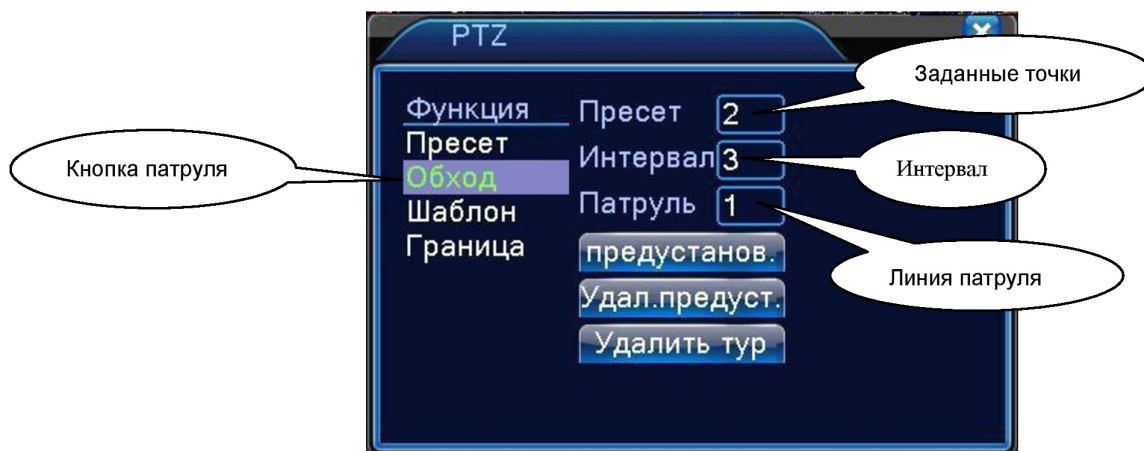 PTZ
Заданные точки
Функция
Пресет 2
Пресет
Интервал 3
Интервал
Кнопка патруля
Обход
Шаблон
Патруль 1
Граница
предустанов.
Линия патруля
Удал.предуст.
Удалить тур